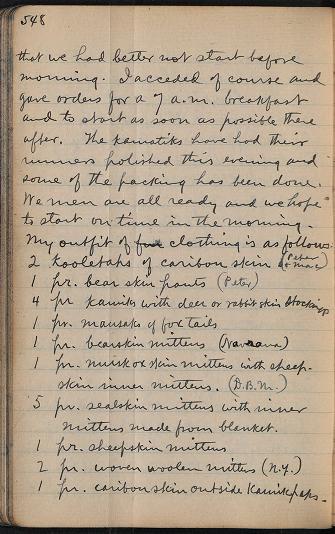 548
that we had better not start before
morning. I acceded of course and
gave orders for a 7 a.m. breakfast
and to start as soon as possible there
after. The kamatiks have had their
runners polished this evening and
some of the packing has been done.
We men are all ready and we hope
to start on time in the morning.
My outfit of fur clothing is as follows.
2 Kooletahs of caribou skin (Peter & mac)
1 pr. bear skin pants (Peter)
4 pr Kamiks with deer or rabbit skin stockings
1 pr. of fox tails
1 pr. bearskin mittens (Navrana)
1 pr. musk ox skin mittens with sheep-
skin inner mittens. (D.B.M.)
5 pr. sealskin mittens with inner
mittens made from blanket.
1 pr. sheepskin mittens
2 pr. woven woolen mittens (N.Y.)
1 pr. caribou skin outside